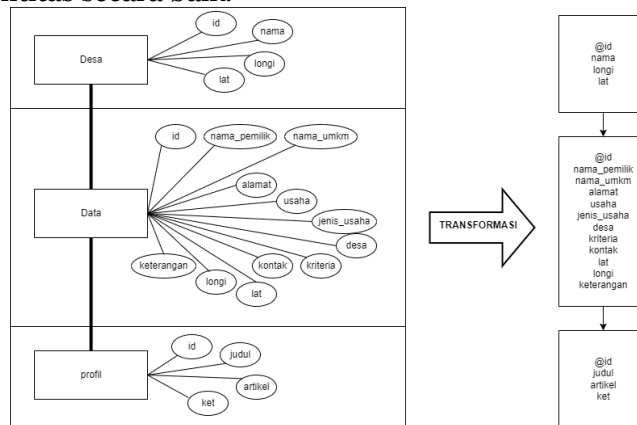 id
nama
Desa
longi
lat
id
nama_pemilik
nama_umkm
alamat
usaha
Data
jenis_usaha
desa
keterangan
kontak
kriteria
longi
lat
id
judul
profil
artikel
ket
TRANSFORMASI
@id
nama
longi
lat
@id
nama_pemilik
nama_umkm
alamat
usaha
jenis_usaha
desa
kriteria
kontak
lat
longi
keterangan
@id
judul
artikel
ket